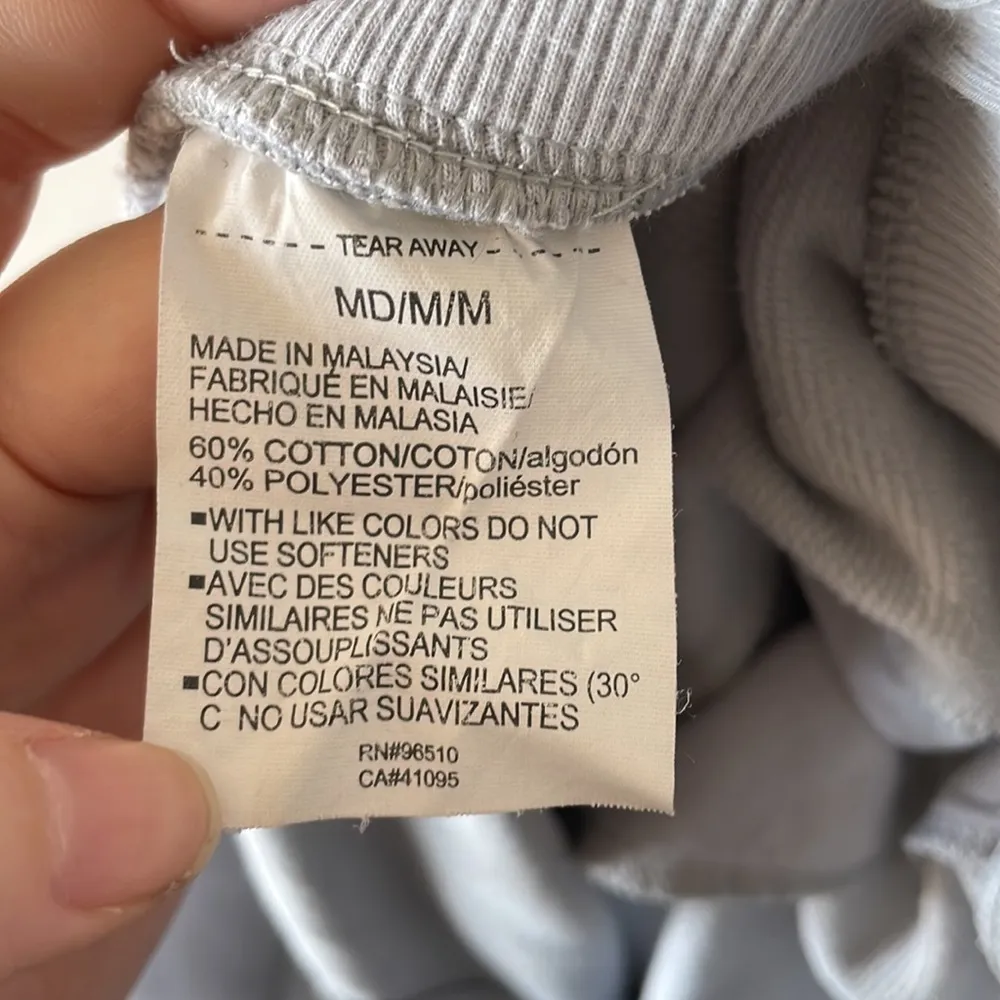 TEAR AWAY
MD/M/M
MADE IN MALAYSIA/
FABRIQUÉ EN MALAISIE/
HECHO EN MALASIA
60% COTTON/COTON/algodón
40% POLYESTER/poliéster
▪WITH LIKE COLORS DO NOT
USE SOFTENERS
▪AVEC DES COULEURS
SIMILAIRES NE PAS UTILISER
D'ASSOUPLISSANTS
▪CON COLORES SIMILARES (30°
C NO USAR SUAVIZANTES
RN#96510
CA#41095